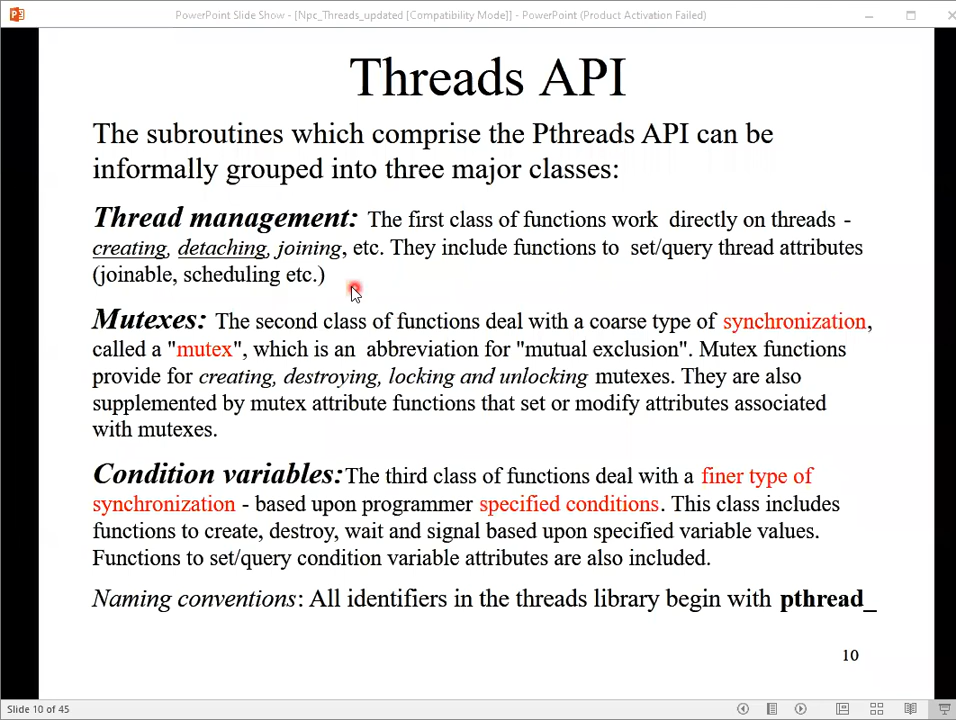 PowerPoint Slide Show - [Npc_Threads_updated [Compatibility Mode]] - PowerPoint (Product Activation Failed)
Threads API
The subroutines which comprise the Pthreads API can be
informally grouped into three major classes:
Thread management: The first class of functions work directly on threads -
creating, detaching, joining, etc. They include functions to set/query thread attributes
(joinable, scheduling etc.)
Mutexes: The second class of functions deal with a coarse type of synchronization,
called a "mutex", which is an abbreviation for "mutual exclusion". Mutex functions
provide for creating, destroying, locking and unlocking mutexes. They are also
supplemented by mutex attribute functions that set or modify attributes associated
with mutexes.
Condition variables:The third class of functions deal with a finer type of
synchronization - based upon programmer specified conditions. This class includes
functions to create, destroy, wait and signal based upon specified variable values.
Functions to set/query condition variable attributes are also included.
Naming conventions: All identifiers in the threads library begin with pthread_
10
Slide 10 of 45